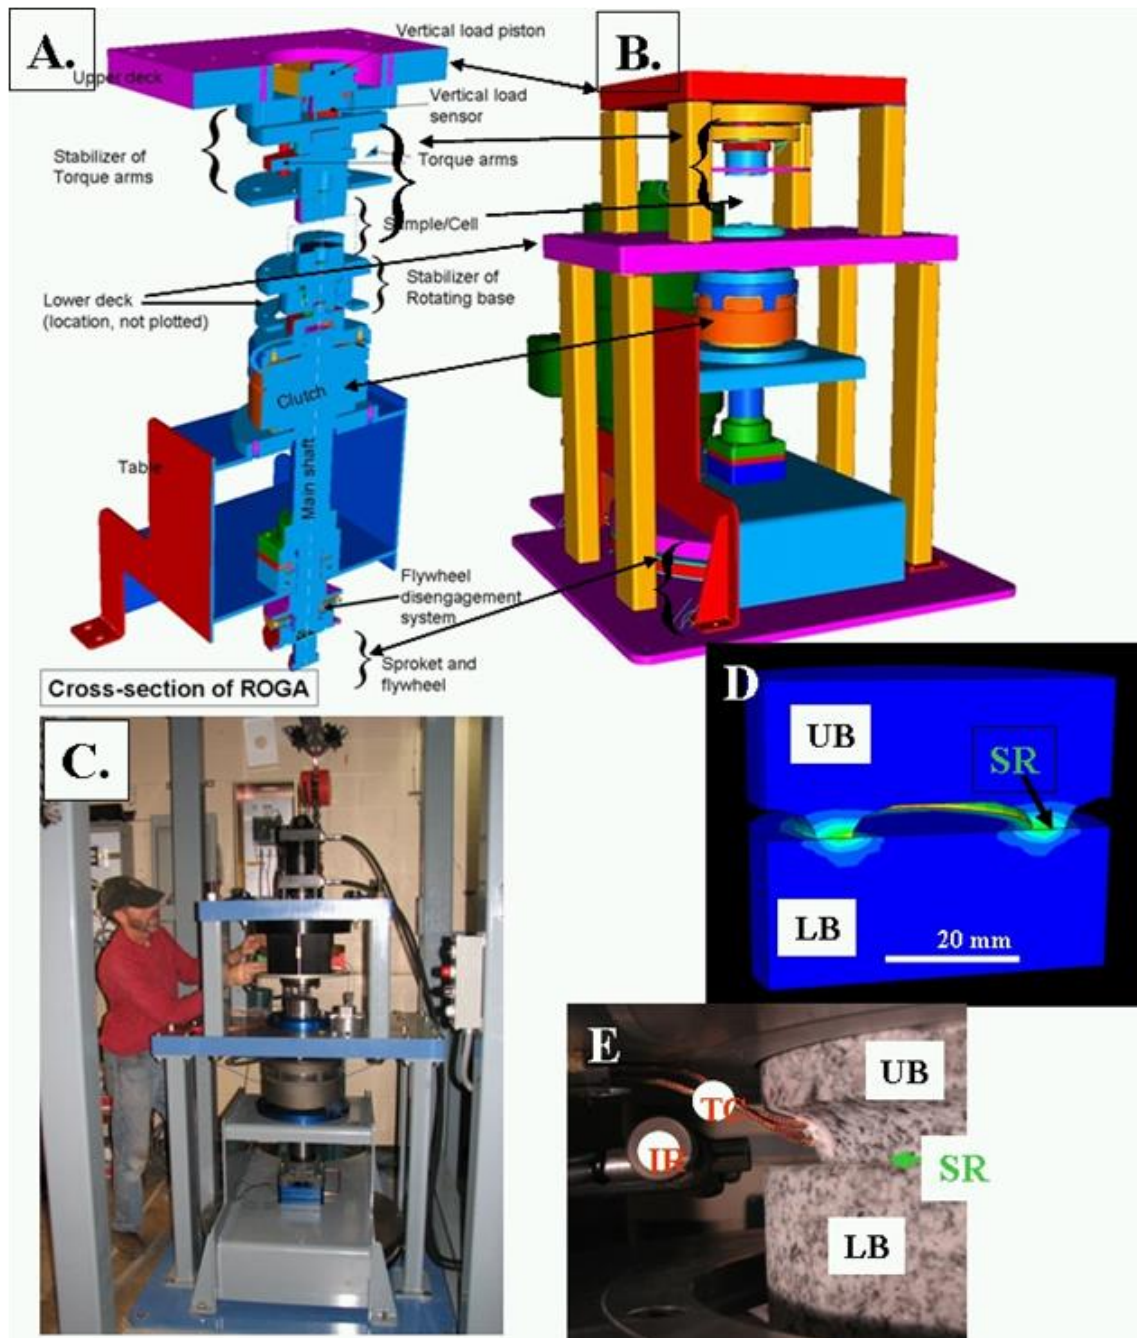 A.
Vertical load piston
B.
Upper deck
Vertical load
sensor
Stabilizer of
Torque arms
Torque arms
Sample/Cell
Stabilizer of
Rotating base
Lower deck
(location, not plotted)
Clutch
Table
Main shaft
Flywheel
disengagement
system
Sproket and
flywheel
Cross-section of ROGA
C.
D
UB
SR
LB
20 mm
E
UB
TC
IR
SR
LB